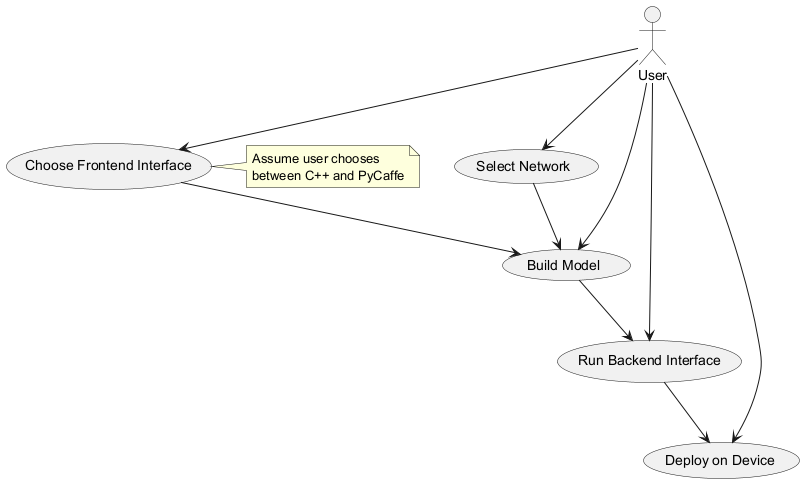 User
Choose Frontend Interface
Assume user chooses
between C++ and PyCaffe
Select Network
Build Model
Run Backend Interface
Deploy on Device